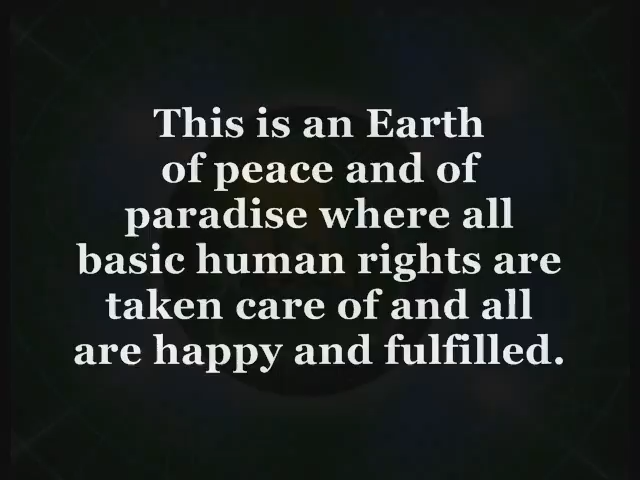 This is an Earth
of peace and of
paradise where all
basic human rights are
taken care of and all
are happy and fulfilled.